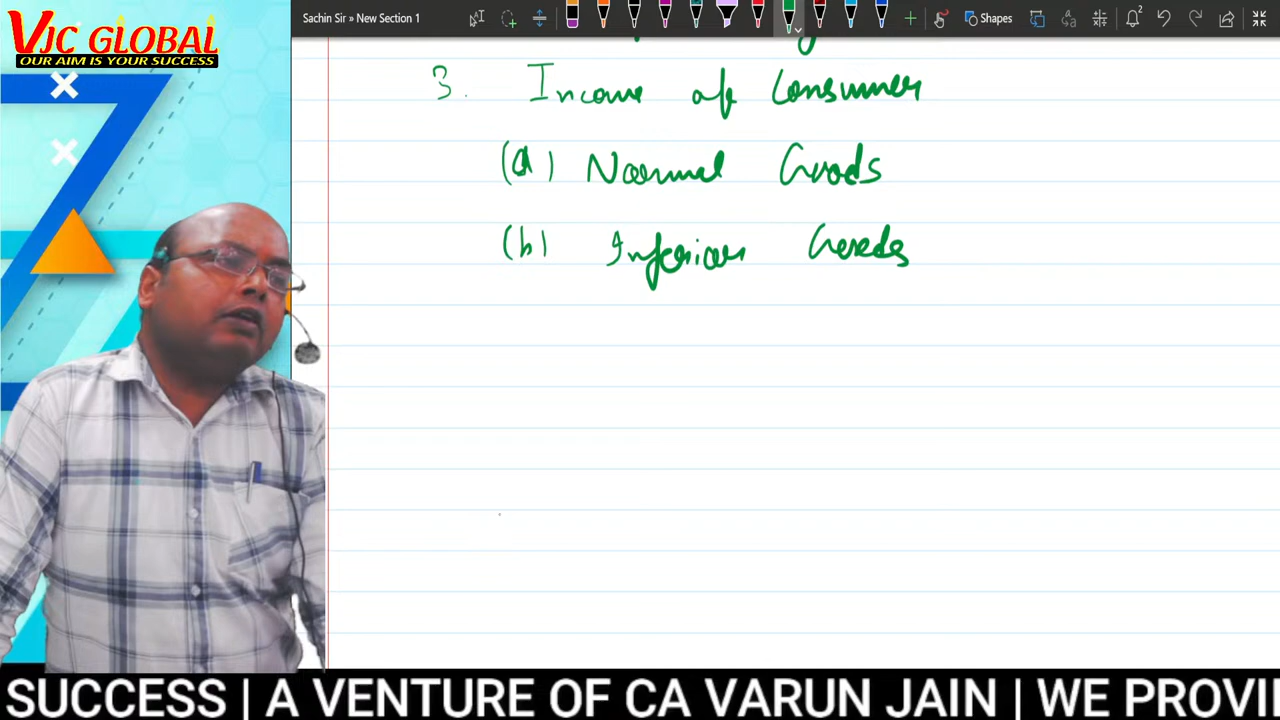 VJC GLOBAL
OUR AIM IS YOUR SUCCESS
Sachin Sir » New Section 1
Shapes
3. Income of Consumer
(a) Normal Goods
(b) Inferior Goods
SUCCESS | A VENTURE OF CA VARUN JAIN | WE PROVI